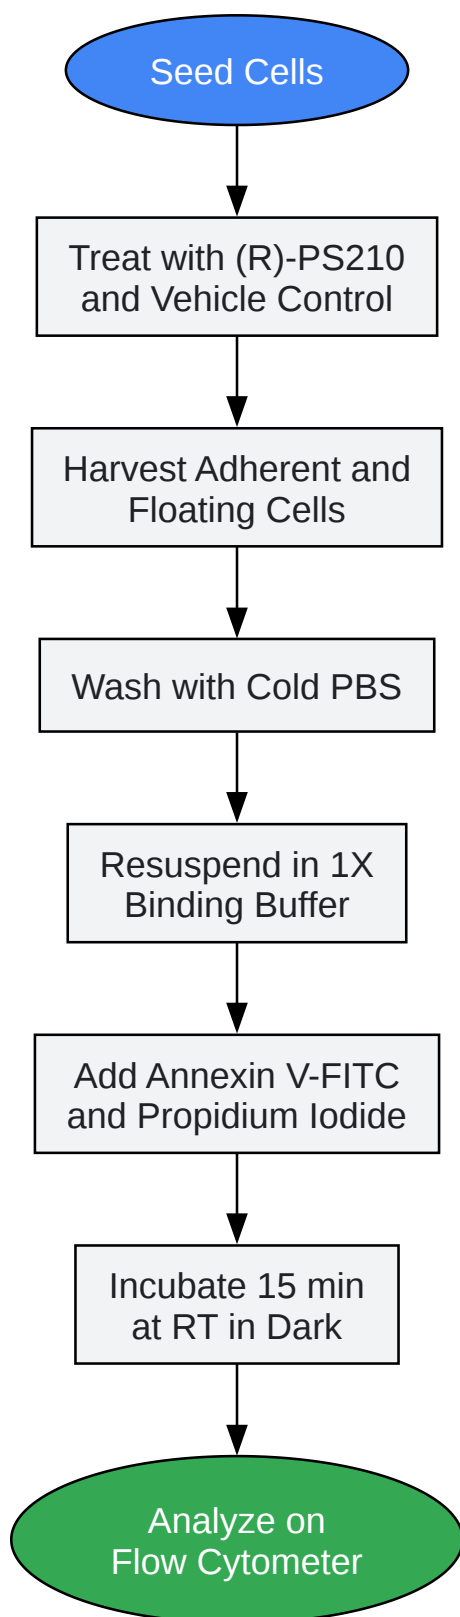 Seed Cells
Treat with (R)-PS210
and Vehicle Control
Harvest Adherent and
Floating Cells
Wash with Cold PBS
Resuspend in 1X
Binding Buffer
Add Annexin V-FITC
and Propidium Iodide
Incubate 15 min
at RT in Dark
Analyze on
Flow Cytometer